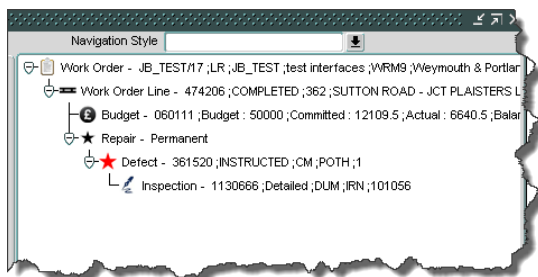 Navigation Style
Work Order - JB_TEST/17 ;LR ;JB_TEST ;test interfaces ;WRM9 ;Weymouth & Portlan
Work Order Line - 474206 ;COMPLETED ;362 ;SUTTON ROAD - JCT PLAISTERS L
£ Budget - 060111 ;Budget : 50000 ;Committed : 12109.5 ;Actual : 6640.5 ;Balar
Repair - Permanent
Defect - 361520 ;INSTRUCTED ;CM ;POTH ;1
Inspection - 1130666 ;Detailed ;DUM ;IRN ;101056